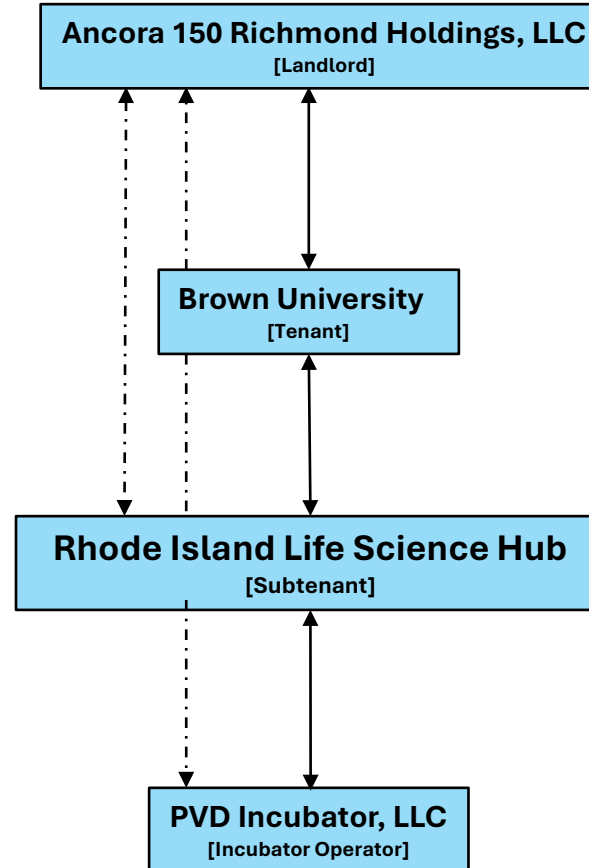 Ancora 150 Richmond Holdings, LLC
[Landlord]
Brown University
[Tenant]
Rhode Island Life Science Hub
[Subtenant]
PVD Incubator, LLC
[Incubator Operator]